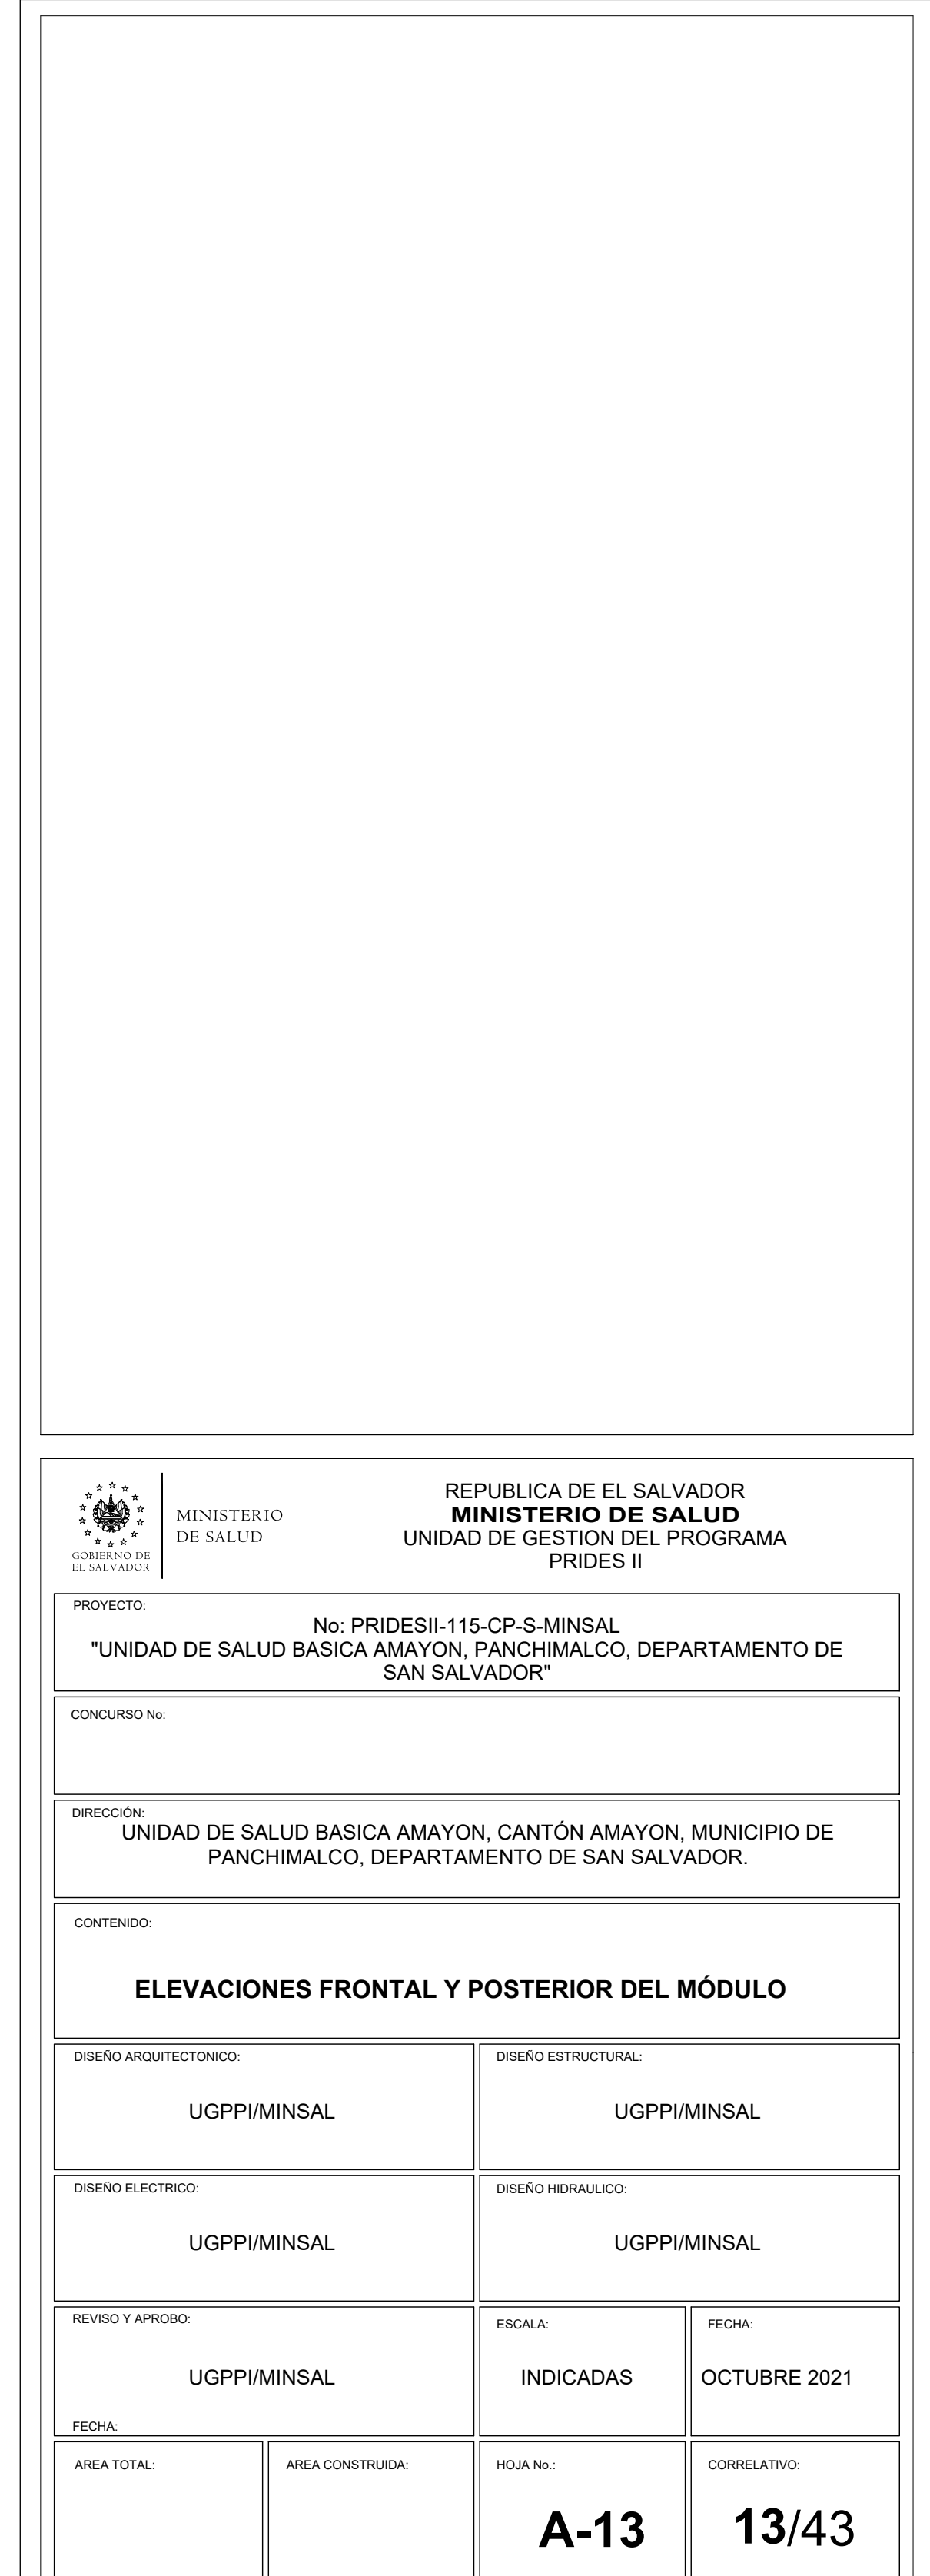 GOBIERNO DE
EL SALVADOR
MINISTERIO
DE SALUD
REPUBLICA DE EL SALVADOR
MINISTERIO DE SALUD
UNIDAD DE GESTION DEL PROGRAMA
PRIDES II
PROYECTO:
No: PRIDESII-115-CP-S-MINSAL
"UNIDAD DE SALUD BASICA AMAYON, PANCHIMALCO, DEPARTAMENTO DE
SAN SALVADOR"
CONCURSO No:
DIRECCIÓN:
UNIDAD DE SALUD BASICA AMAYON, CANTÓN AMAYON, MUNICIPIO DE
PANCHIMALCO, DEPARTAMENTO DE SAN SALVADOR.
CONTENIDO:
ELEVACIONES FRONTAL Y POSTERIOR DEL MÓDULO
DISEÑO ARQUITECTONICO:
UGPPI/MINSAL
DISEÑO ESTRUCTURAL:
UGPPI/MINSAL
DISEÑO ELECTRICO:
UGPPI/MINSAL
DISEÑO HIDRAULICO:
UGPPI/MINSAL
REVISO Y APROBO:
UGPPI/MINSAL
FECHA:
ESCALA:
INDICADAS
FECHA:
OCTUBRE 2021
AREA TOTAL:
AREA CONSTRUIDA:
HOJA No.:
A-13
CORRELATIVO:
13/43